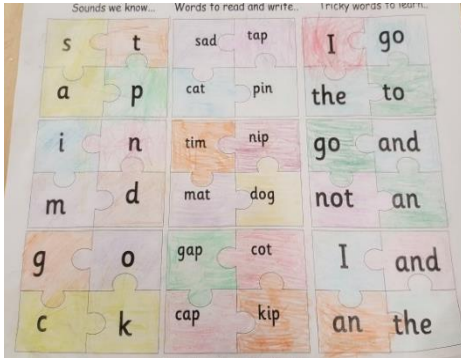 Sounds we know... Words to read and write.. Tricky words to learn..
s t sad tap I go
a p cat pin the to
i n tim nip go and
m d mat dog not an
g o gap cot I and
c k cap kip an the